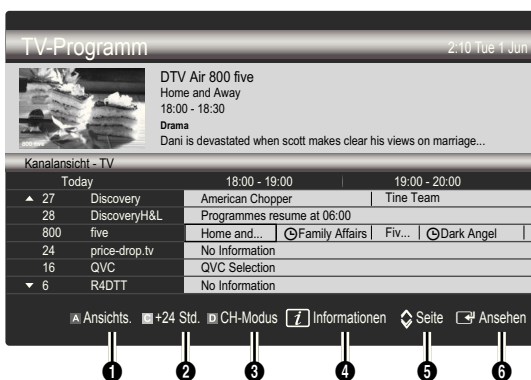 TV-Programm 2:10 Tue 1 Jun
DTV Air 800 five
Home and Away
18:00 - 18:30
Drama
Dani is devastated when scott makes clear his views on marriage...
Kanalansicht - TV
Today 18:00 - 19:00 19:00 - 20:00
▲ 27 Discovery American Chopper Tine Team
28 DiscoveryH&L Programmes resume at 06:00
800 five Home and... Family Affairs Fiv... Dark Angel
24 price-drop.tv No Information
16 QVC QVC Selection
▼ 6 R4DTT No Information
A Ansichts. C +24 Std. D CH-Modus i Informationen Seite Ansehen
1 2 3 4 5 6